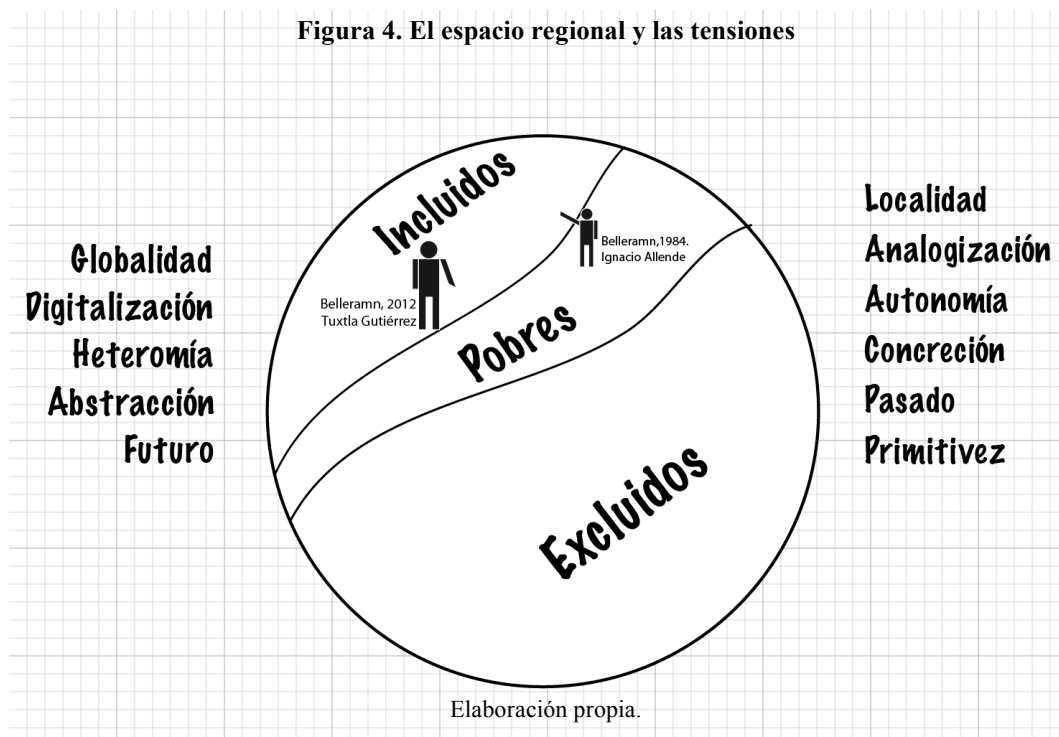 Figura 4. El espacio regional y las tensiones
Globalidad
Digitalización
Heteromía
Abstracción
Futuro
Incluidos
Belleramn, 2012
Tuxtla Gutiérrez
Belleramn,1984.
Ignacio Allende
Pobres
Excluidos
Localidad
Analogización
Autonomía
Concreción
Pasado
Primitivez
Elaboración propia.